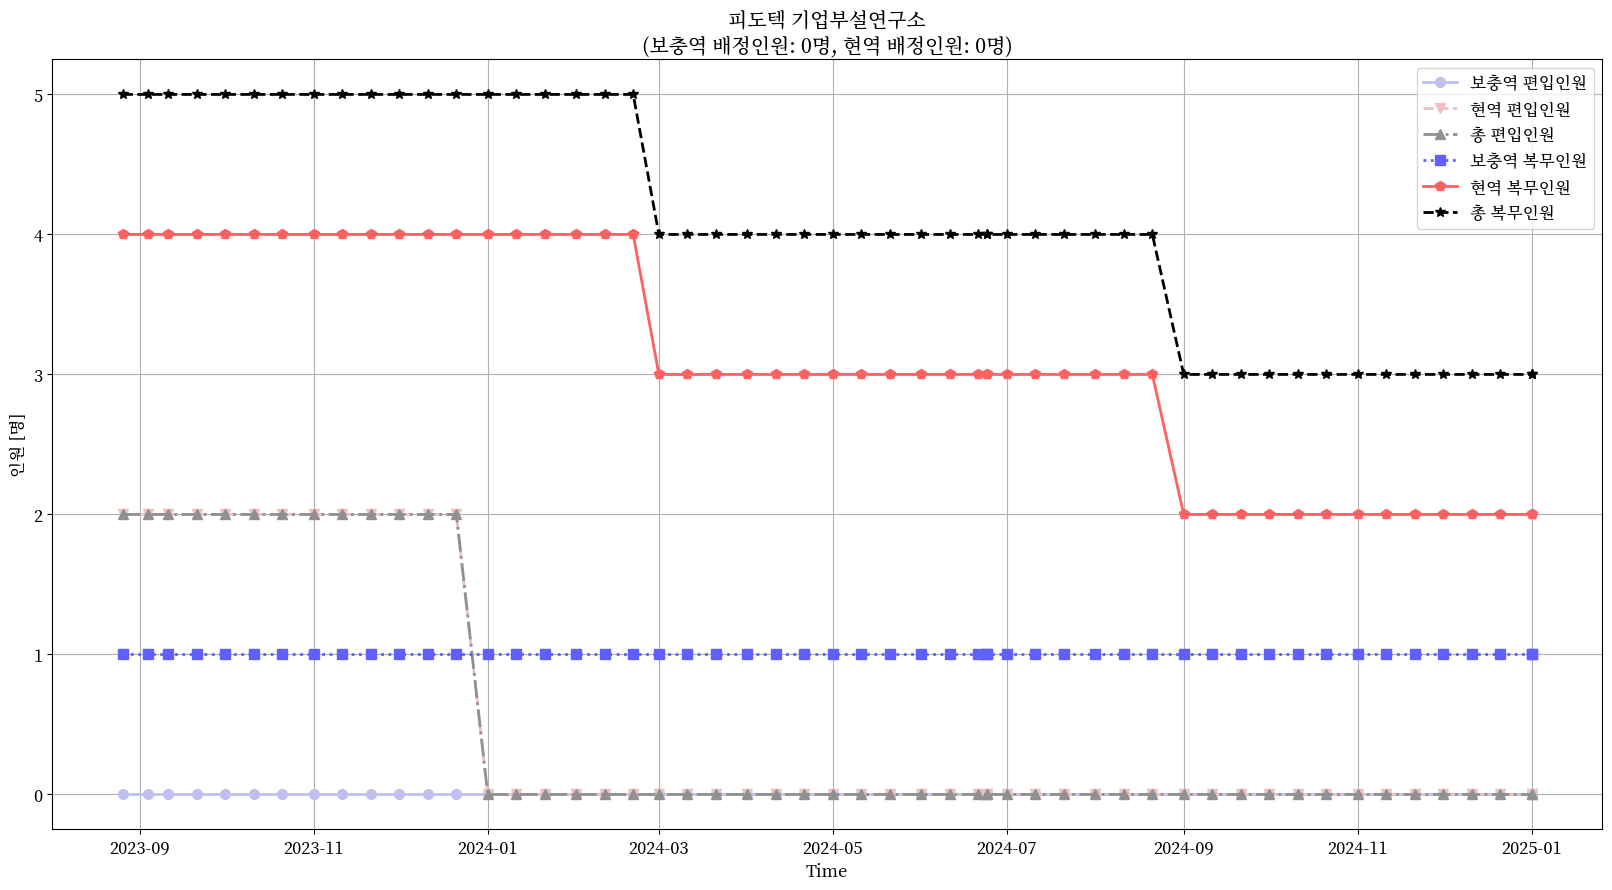 피도텍 기업부설연구소
(보충역 배정인원: 0명, 현역 배정인원: 0명)
보충역 편입인원
현역 편입인원
총 편입인원
보충역 복무인원
현역 복무인원
총 복무인원
인원 [명]
5
4
3
2
1
0
2023-09
2023-11
2024-01
2024-03
2024-05
2024-07
2024-09
2024-11
2025-01
Time